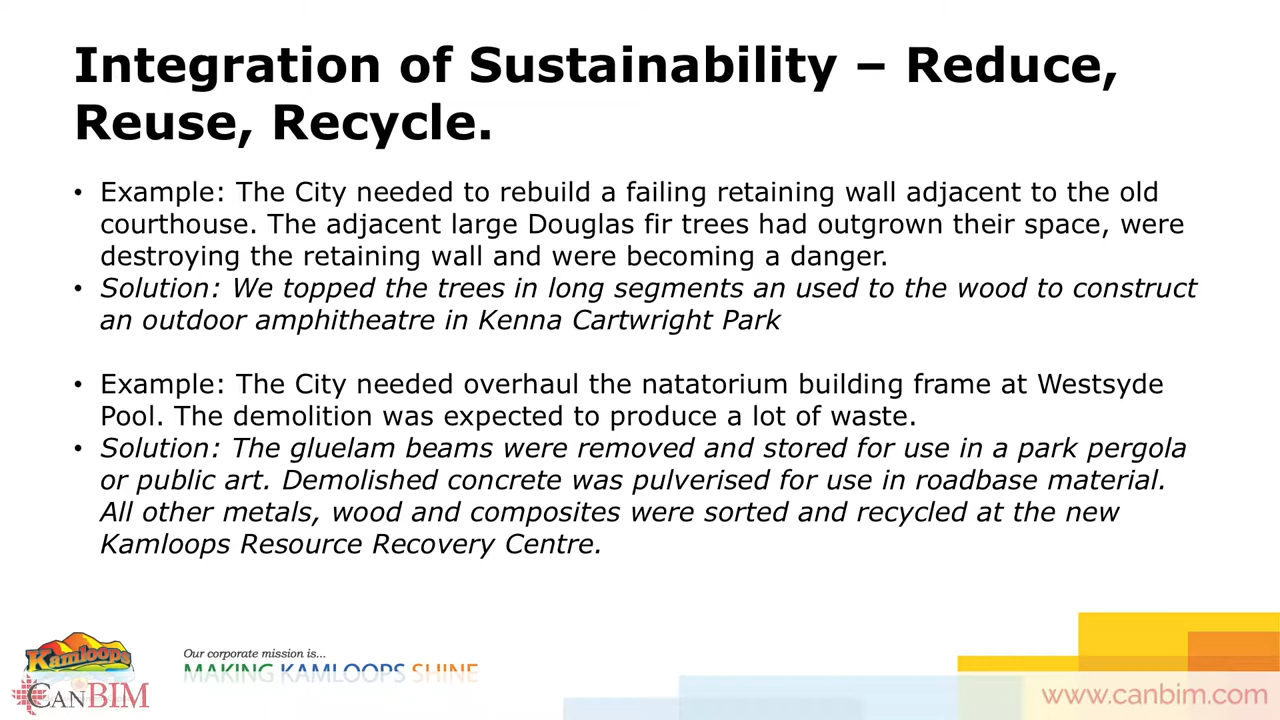 Integration of Sustainability – Reduce,
Reuse, Recycle.
• Example: The City needed to rebuild a failing retaining wall adjacent to the old
courthouse. The adjacent large Douglas fir trees had outgrown their space, were
destroying the retaining wall and were becoming a danger.
• Solution: We topped the trees in long segments an used to the wood to construct
an outdoor amphitheatre in Kenna Cartwright Park
• Example: The City needed overhaul the natatorium building frame at Westsyde
Pool. The demolition was expected to produce a lot of waste.
• Solution: The gluelam beams were removed and stored for use in a park pergola
or public art. Demolished concrete was pulverised for use in roadbase material.
All other metals, wood and composites were sorted and recycled at the new
Kamloops Resource Recovery Centre.
Kamloops
CANBIM
Our corporate mission is...
MAKING KAMLOOPS SHINE
www.canbim.com